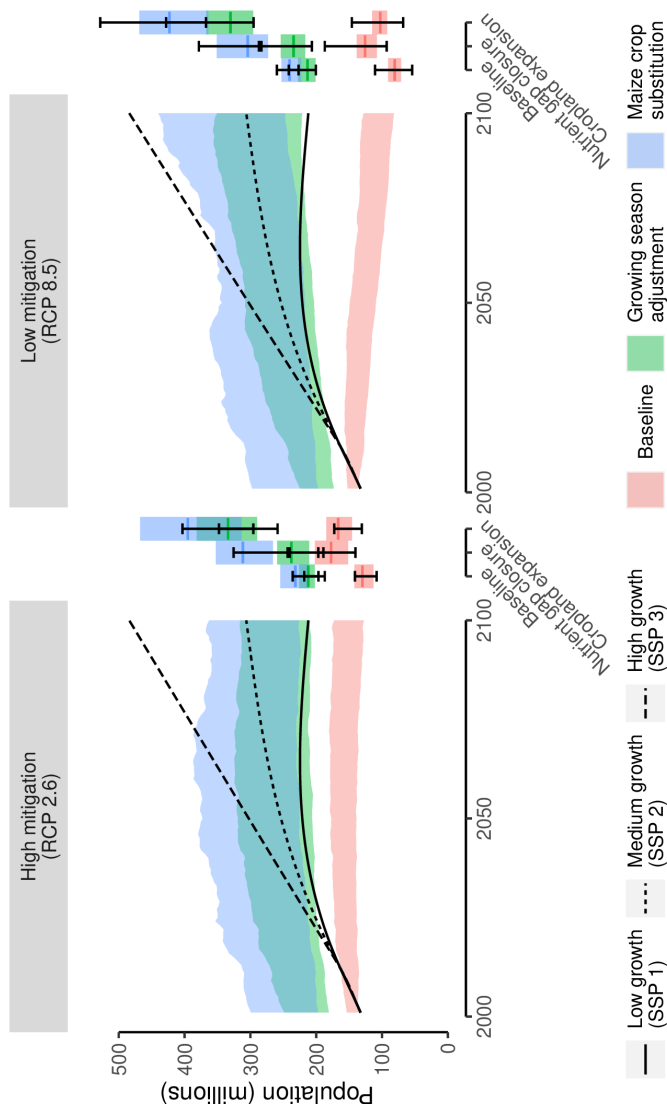 High mitigation
(RCP 2.6)
Low mitigation
(RCP 8.5)
Population (millions)
500
400
300
200
100
0
2000
2050
2100
Baseline
Nutrient gap closure
Cropland expansion
2000
2050
2100
Baseline
Nutrient gap closure
Cropland expansion
Low growth
(SSP 1)
Medium growth
(SSP 2)
High growth
(SSP 3)
Baseline
Growing season
adjustment
Maize crop
substitution